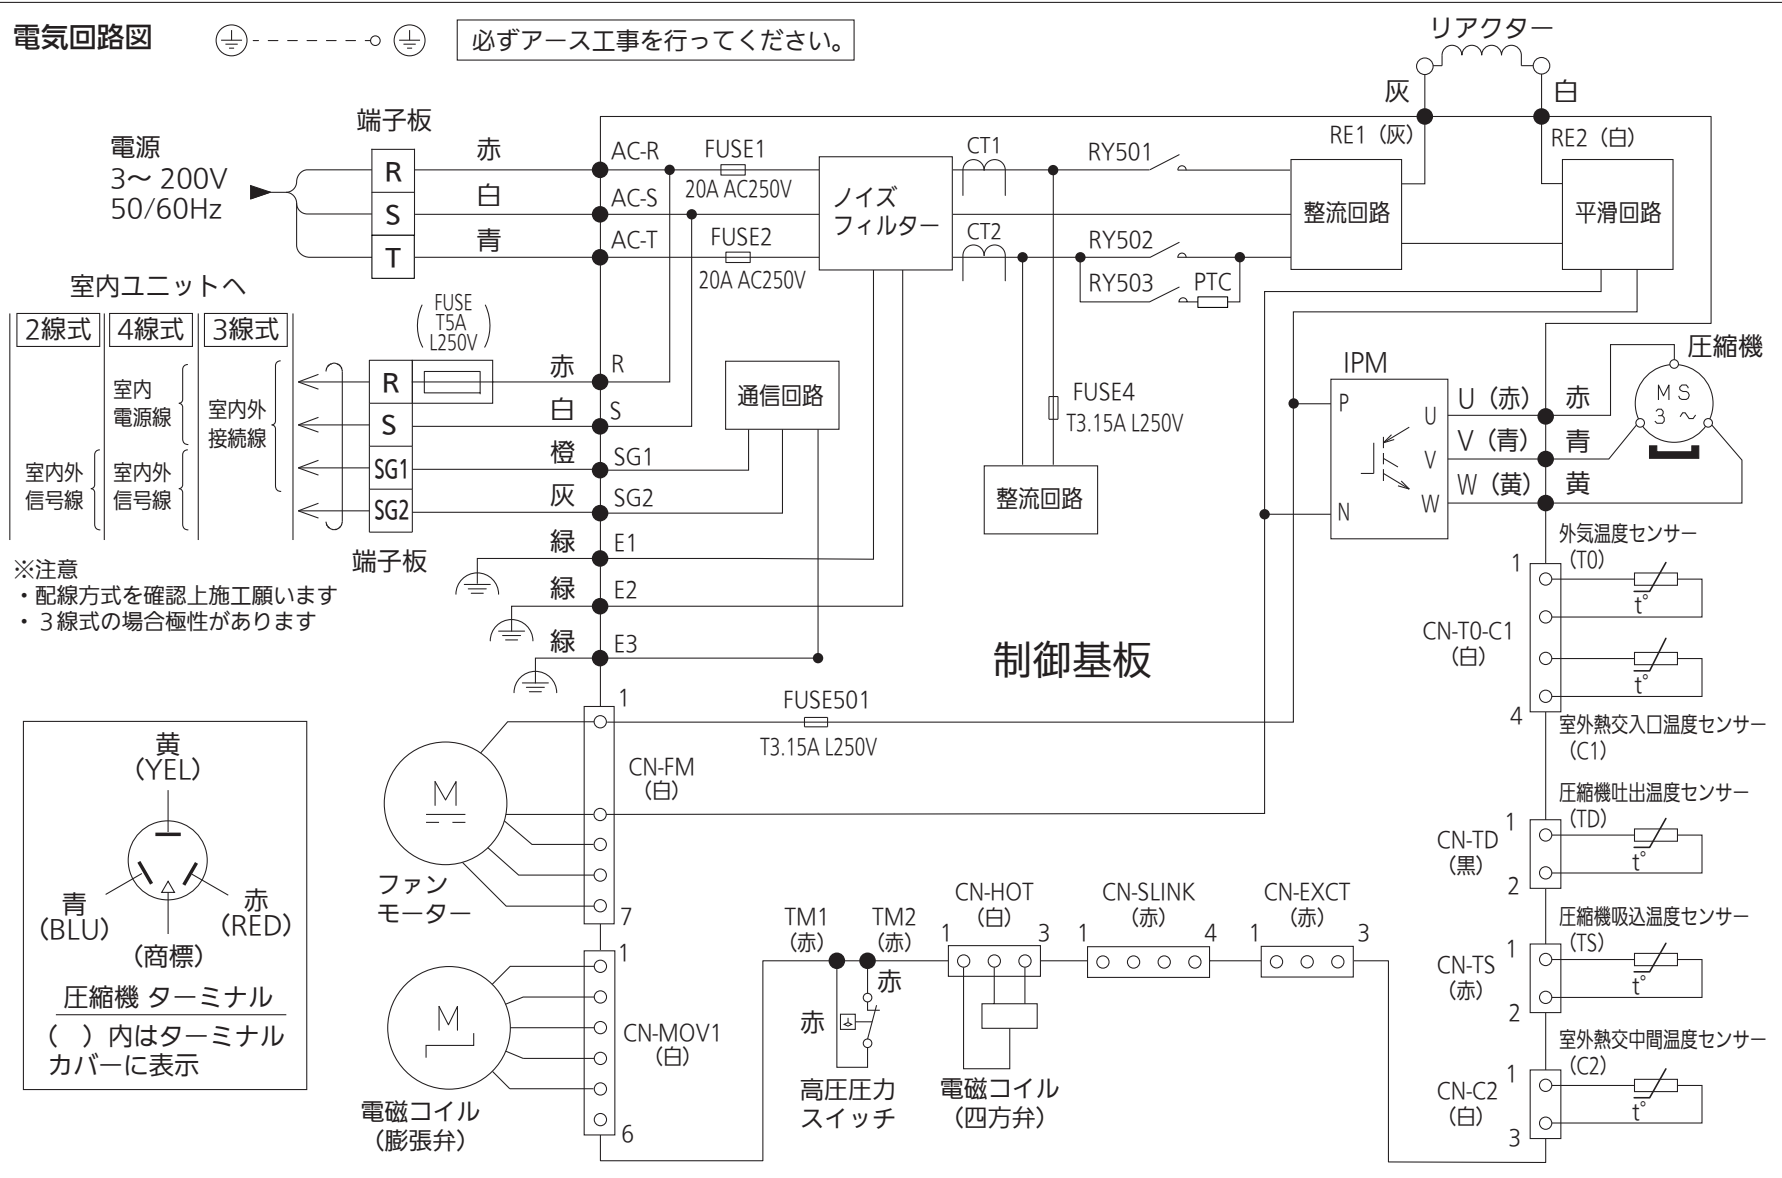 電気回路図
必ずアース工事を行ってください。
リアクター
灰
白
RE1（灰）
RE2（白）
電源
3～ 200V
50/60Hz
端子板
R
S
T
赤
白
青
AC-R
AC-S
AC-T
FUSE1
20A AC250V
FUSE2
20A AC250V
ノイズ
フィルター
CT1
CT2
RY501
RY502
RY503
PTC
整流回路
平滑回路
室内ユニットへ
2線式
4線式
3線式
室内
電源線
室内外
接続線
室内外
信号線
室内外
信号線
FUSE
T5A
L250V
R
S
SG1
SG2
端子板
赤
白
橙
灰
緑
緑
緑
R
S
SG1
SG2
E1
E2
E3
通信回路
FUSE4
T3.15A L250V
整流回路
IPM
P
N
U
V
W
U（赤）
V（青）
W（黄）
赤
青
黄
圧縮機
M S
3 ～
※注意
・配線方式を確認上施工願います
・３線式の場合極性があります
制御基板
外気温度センサー
（T0）
1
t°
CN-T0-C1
（白）
t°
4
室外熱交入口温度センサー
（C1）
圧縮機吐出温度センサー
（TD）
1
CN-TD
（黒）
t°
2
圧縮機吸込温度センサー
（TS）
1
CN-TS
（赤）
t°
2
室外熱交中間温度センサー
（C2）
1
CN-C2
（白）
t°
3
FUSE501
T3.15A L250V
1
CN-FM
（白）
7
M
ファン
モーター
1
CN-MOV1
（白）
6
M
電磁コイル
（膨張弁）
TM1
（赤）
TM2
（赤）
赤
赤
高圧圧力
スイッチ
CN-HOT
（白）
1
3
電磁コイル
（四方弁）
CN-SLINK
（赤）
1
4
CN-EXCT
（赤）
1
3
黄
（YEL）
青
（BLU）
赤
（RED）
（商標）
圧縮機 ターミナル
（　）内はターミナル
カバーに表示